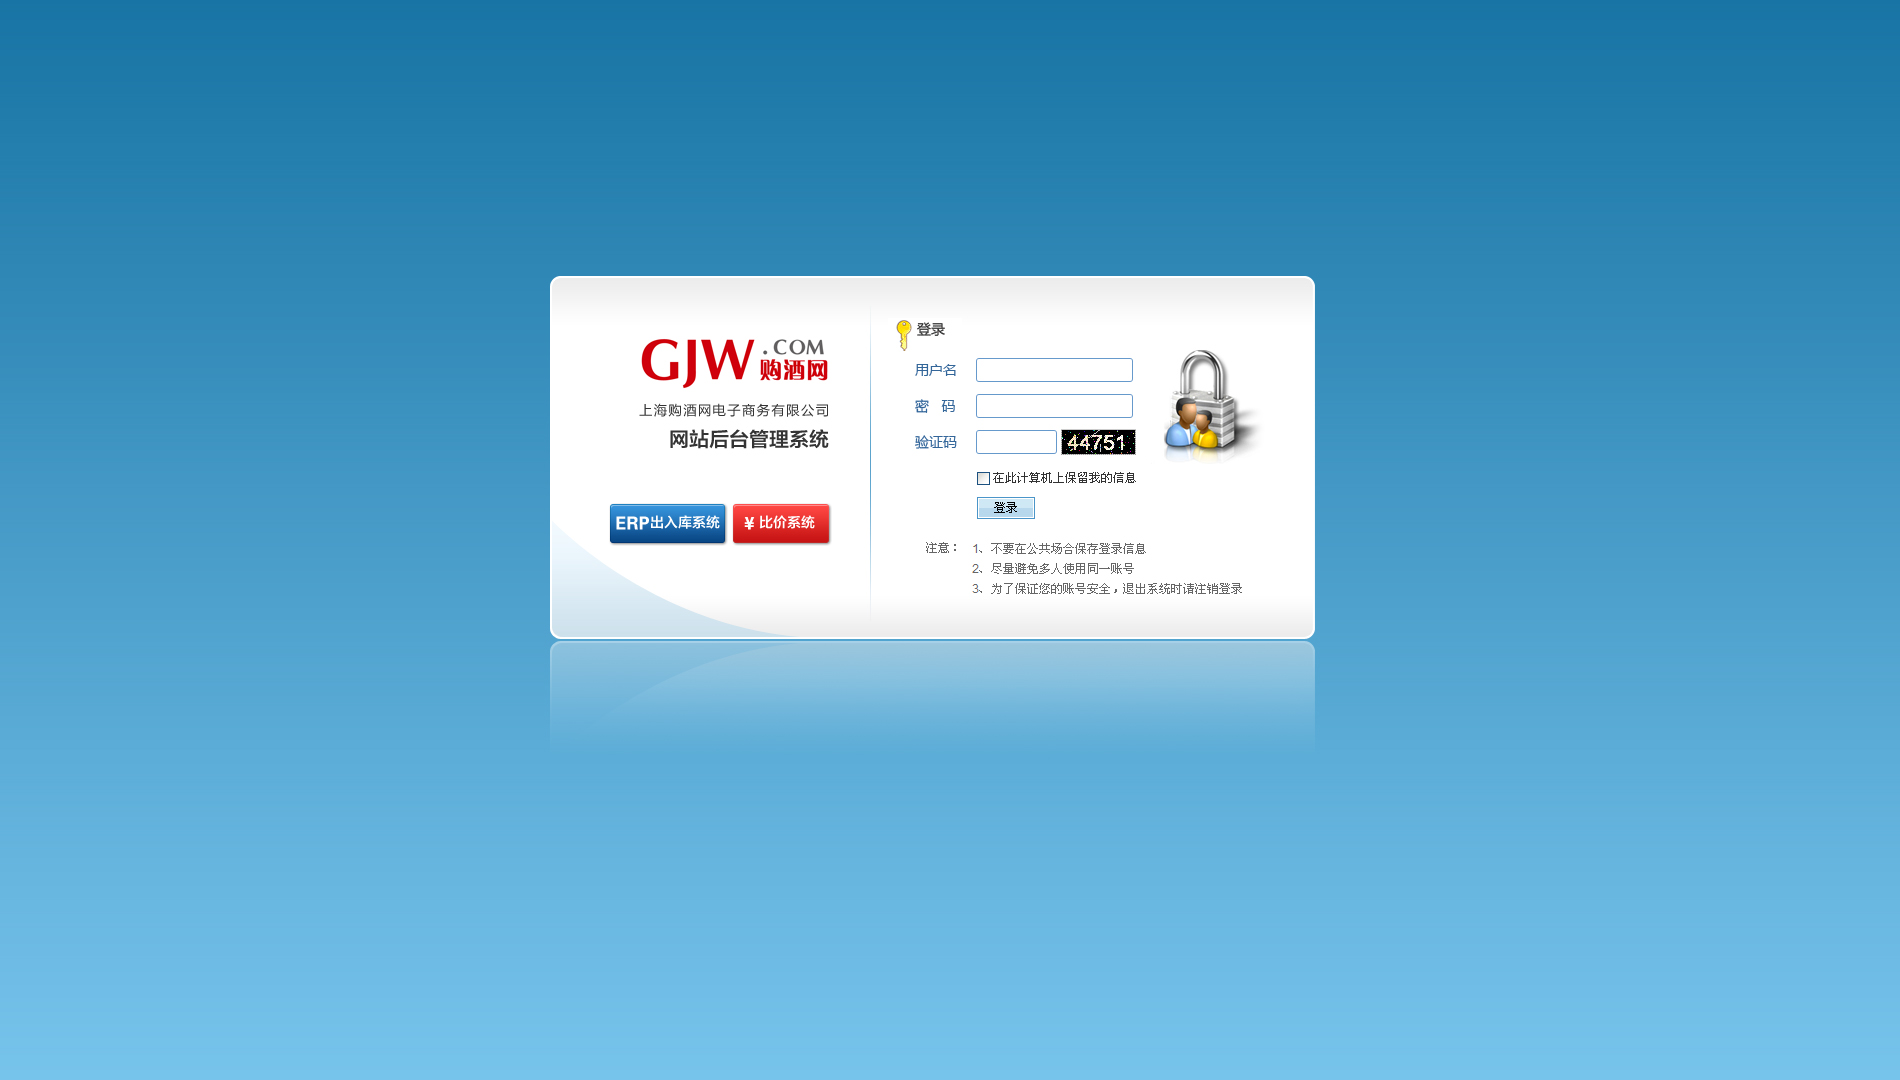 GJW.COM
购酒网
上海购酒网电子商务有限公司
网站后台管理系统
ERP出入库系统
¥ 比价系统
登录
用户名
密 码
验证码
44751
在此计算机上保留我的信息
登录
注意：
1、不要在公共场合保存登录信息
2、尽量避免多人使用同一账号
3、为了保证您的账号安全，退出系统时请注销登录